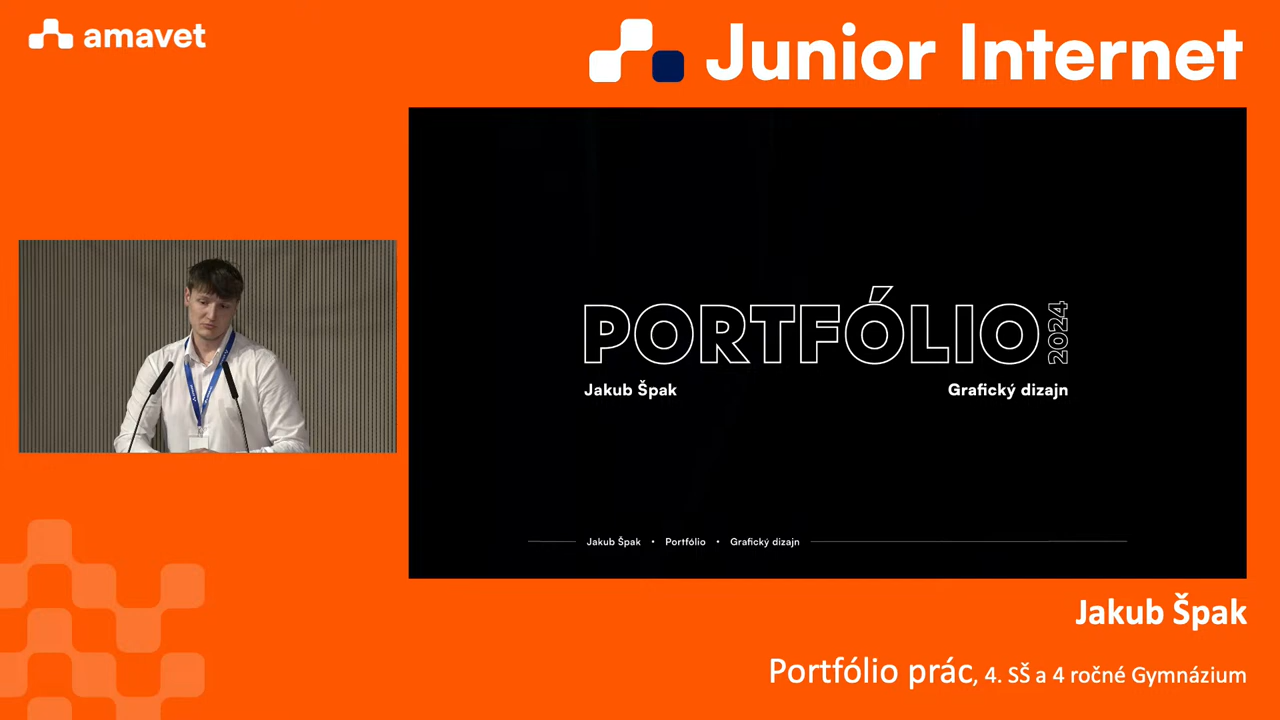 amavet
Junior Internet
PORTFÓLIO 2024
Jakub Špak
Grafický dizajn
Jakub Špak • Portfólio • Grafický dizajn
Jakub Špak
Portfólio prác, 4. SŠ a 4 ročné Gymnázium